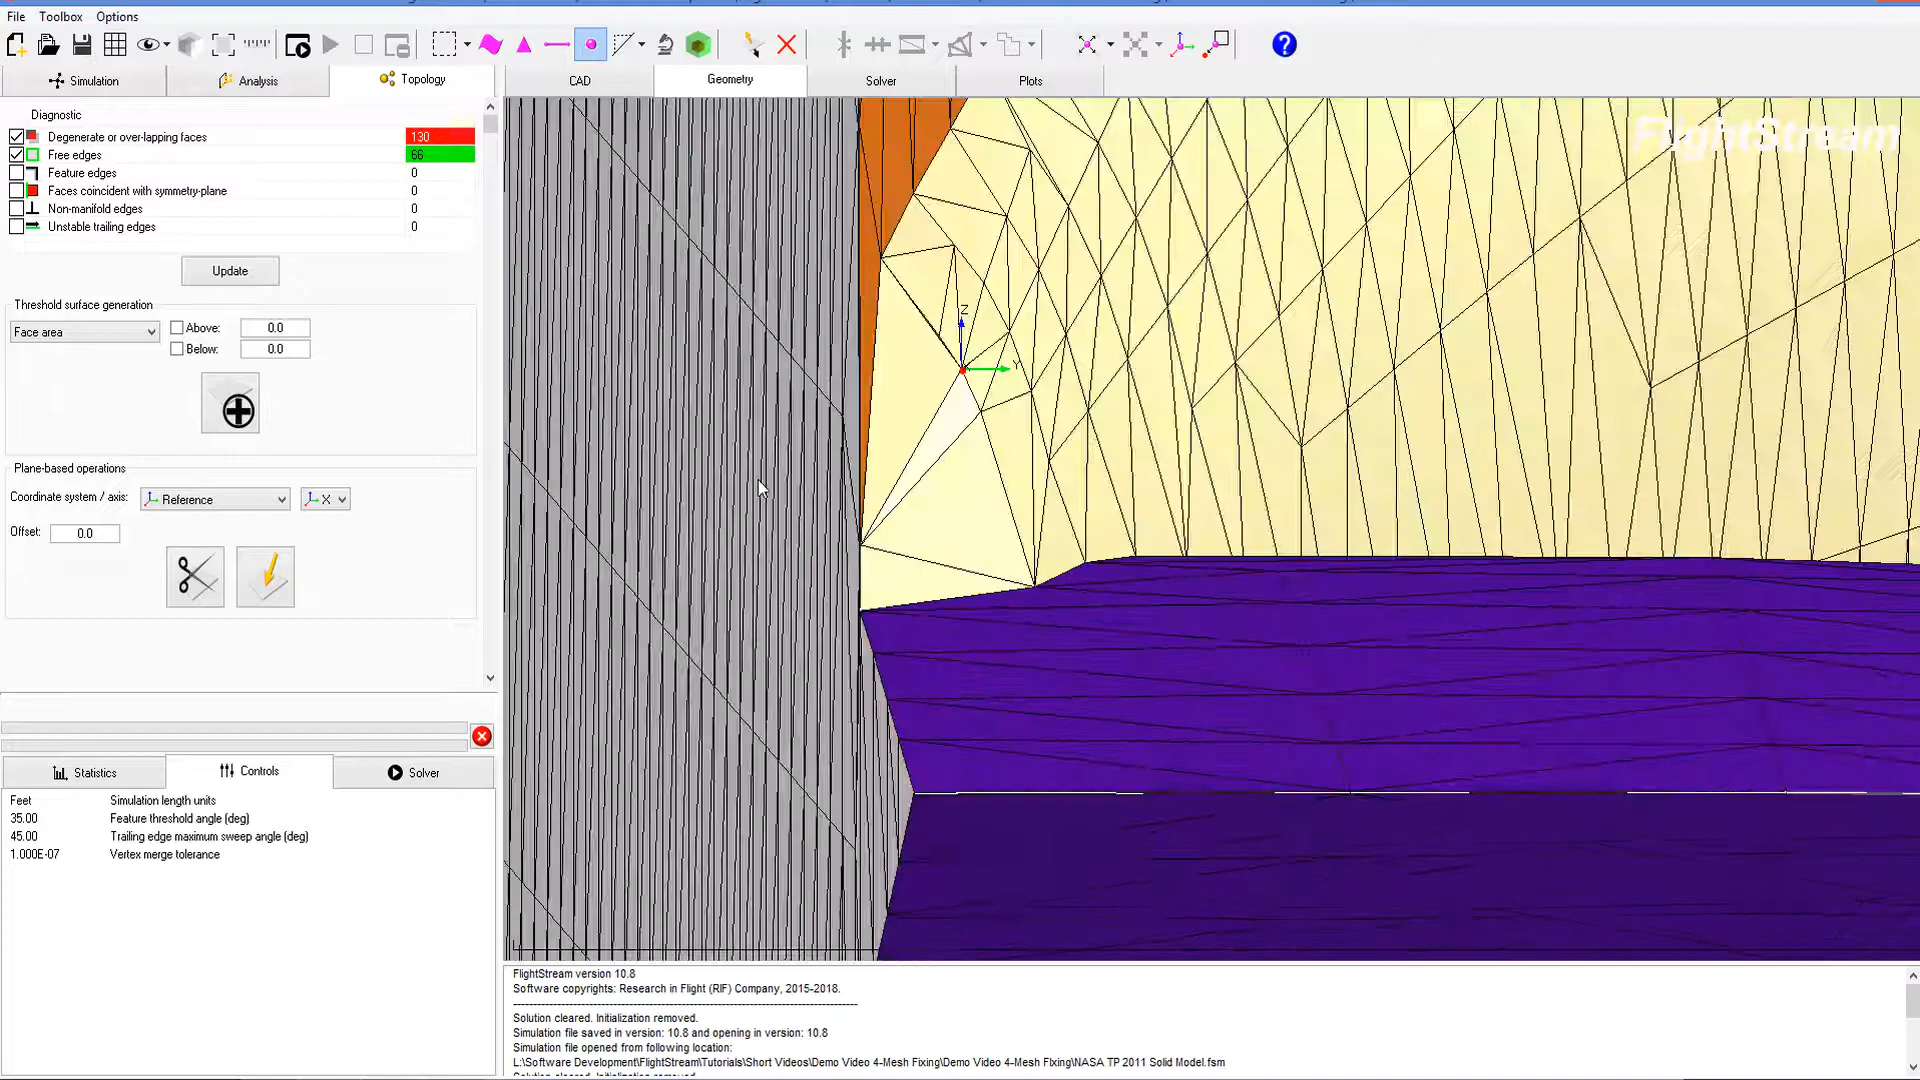 File Toolbox Options
Simulation Analysis Topology
CAD Geometry Solver Plots
Diagnostic
Degenerate or over-lapping faces 130
Free edges 66
Feature edges 0
Faces coincident with symmetry-plane 0
Non-manifold edges 0
Unstable trailing edges 0
Update
Threshold surface generation
Face area Above: 0.0
Below: 0.0
Plane-based operations
Coordinate system / axis: Reference X
Offset: 0.0
FlightStream
Z
Y
Statistics Controls Solver
Feet Simulation length units
35.00 Feature threshold angle (deg)
45.00 Trailing edge maximum sweep angle (deg)
1.000E-07 Vertex merge tolerance
FlightStream version 10.8
Software copyrights: Research in Flight (RIF) Company, 2015-2018.
Solution cleared. Initialization removed.
Simulation file saved in version: 10.8 and opening in version: 10.8
Simulation file opened from following location:
L:\Software Development\FlightStream\Tutorials\Short Videos\Demo Video 4-Mesh Fixing\Demo Video 4-Mesh FIxing\NASA TP 2011 Solid Model.fsm
Solution cleared. Initialization removed.